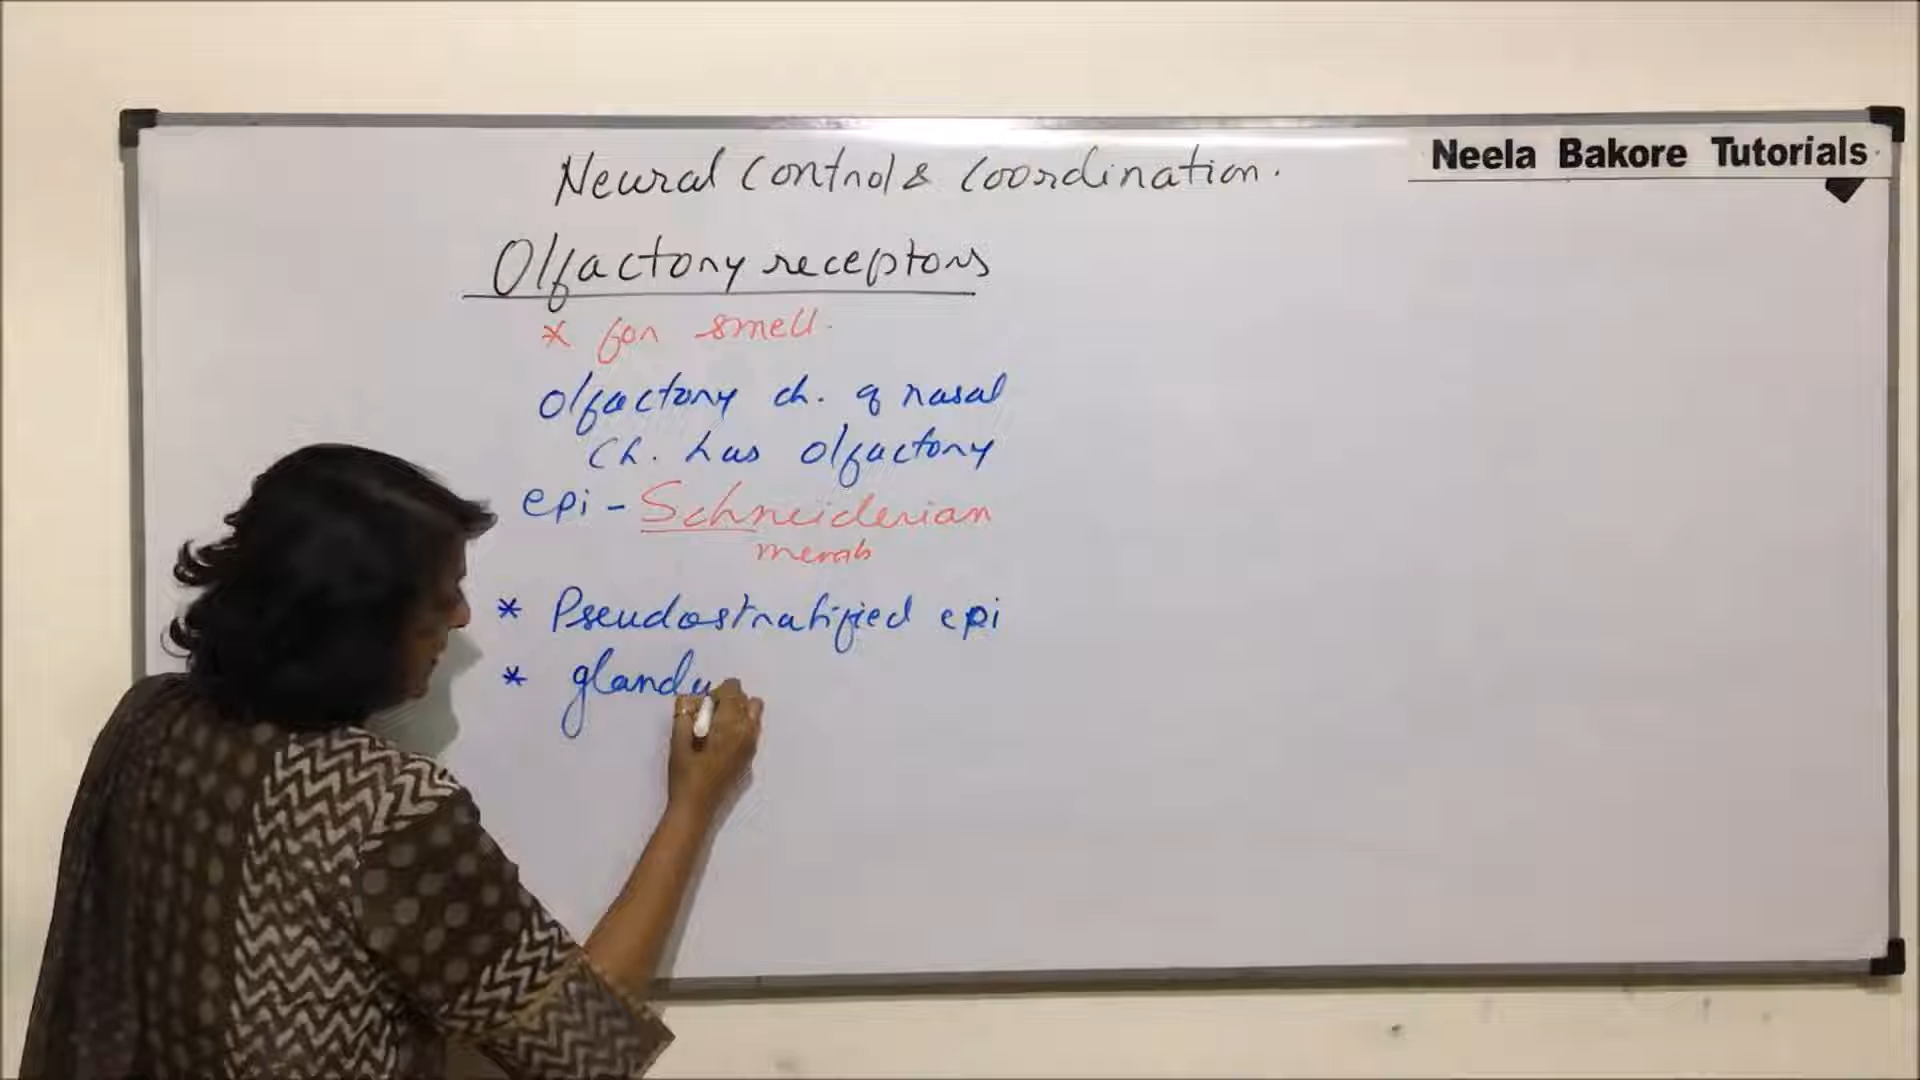 Neela Bakore Tutorials
Neural Control & Coordination.
Olfactory receptors
* for smell.
olfactory ch. of nasal
Ch. has olfactory
epi - Schneiderian
memb
* Pseudostratified epi
* glandu